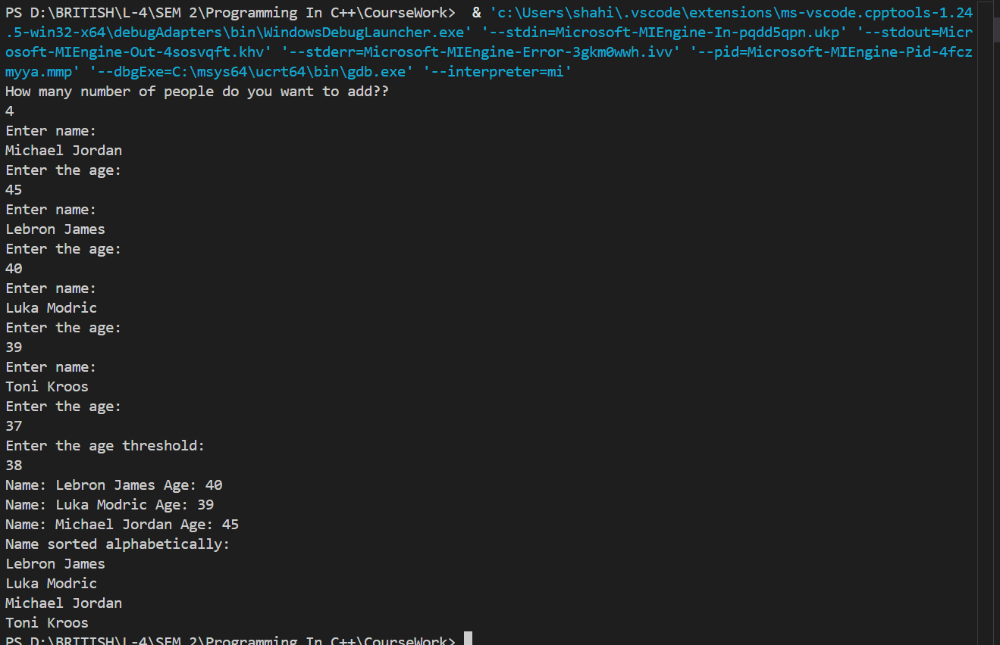 PS D:\BRITISH\L-4\SEM 2\Programming In C++\CourseWork>  & 'c:\Users\shahi\.vscode\extensions\ms-vscode.cpptools-1.24
.5-win32-x64\debugAdapters\bin\WindowsDebugLauncher.exe' '--stdin=Microsoft-MIEngine-In-pqdd5qpn.ukp' '--stdout=Micr
osoft-MIEngine-Out-4sosvqft.khv' '--stderr=Microsoft-MIEngine-Error-3gkm0wwh.ivv' '--pid=Microsoft-MIEngine-Pid-4fcz
myya.mmp' '--dbgExe=C:\msys64\ucrt64\bin\gdb.exe' '--interpreter=mi'
How many number of people do you want to add??
4
Enter name:
Michael Jordan
Enter the age:
45
Enter name:
Lebron James
Enter the age:
40
Enter name:
Luka Modric
Enter the age:
39
Enter name:
Toni Kroos
Enter the age:
37
Enter the age threshold:
38
Name: Lebron James Age: 40
Name: Luka Modric Age: 39
Name: Michael Jordan Age: 45
Name sorted alphabetically:
Lebron James
Luka Modric
Michael Jordan
Toni Kroos
PS D:\BRITISH\L-4\SEM 2\Programming In C++\CourseWork>